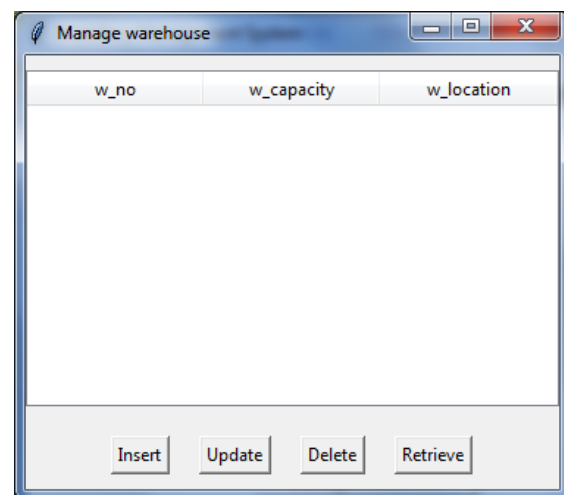 Manage warehouse
w_no w_capacity w_location
Insert Update Delete Retrieve